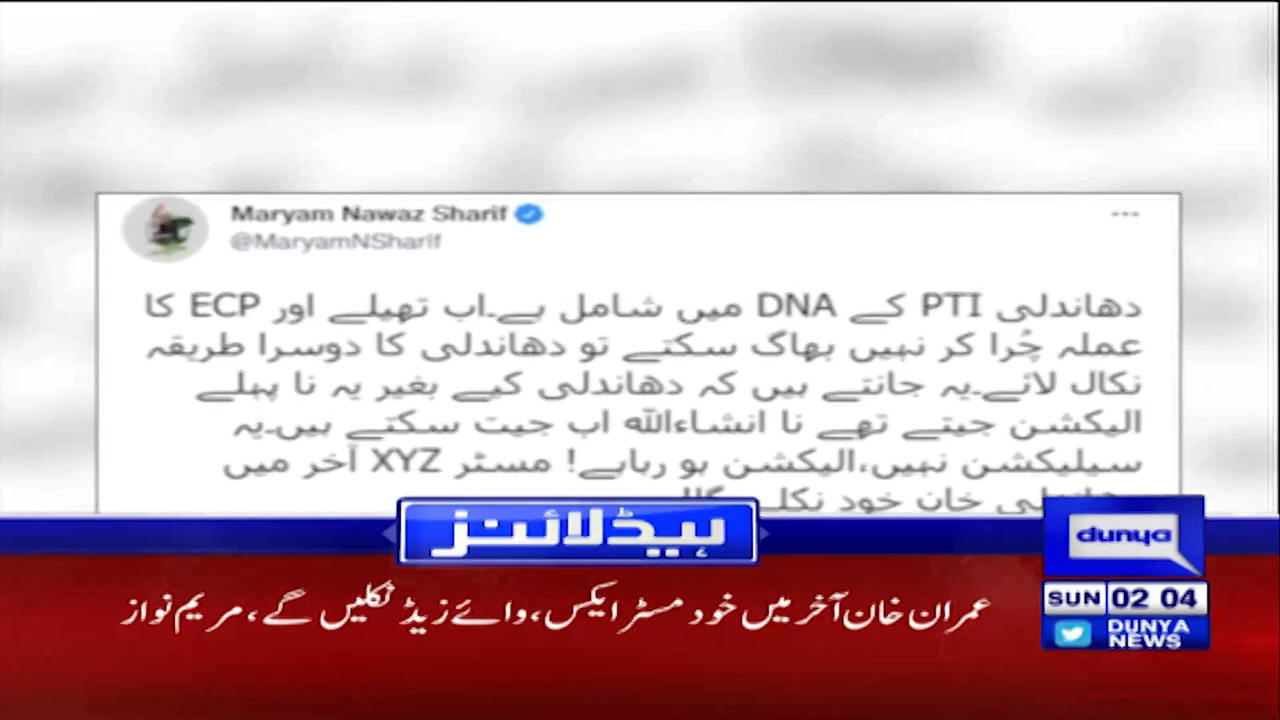 Maryam Nawaz Sharif
@MaryamNSharif
دھاندلی PTI کے DNA میں شامل ہے۔اب تھیلے اور ECP کا
عملہ چُرا کر نہیں بھاگ سکتے تو دھاندلی کا دوسرا طریقہ
نکال لائے۔یہ جانتے ہیں کہ دھاندلی کیے بغیر یہ نا پہلے
الیکشن جیتے تھے نا انشاءاللّہ اب جیت سکتے ہیں۔یہ
سیلیکشن نہیں،الیکشن ہو رہاہے! مسٹر XYZ آخر میں
خان خود
ہیڈلائنز
dunya
عمران خان آخر میں خود مسٹر ایکس، وائے زیڈ نکلیں گے، مریم نواز
SUN 02 04
DUNYA
NEWS